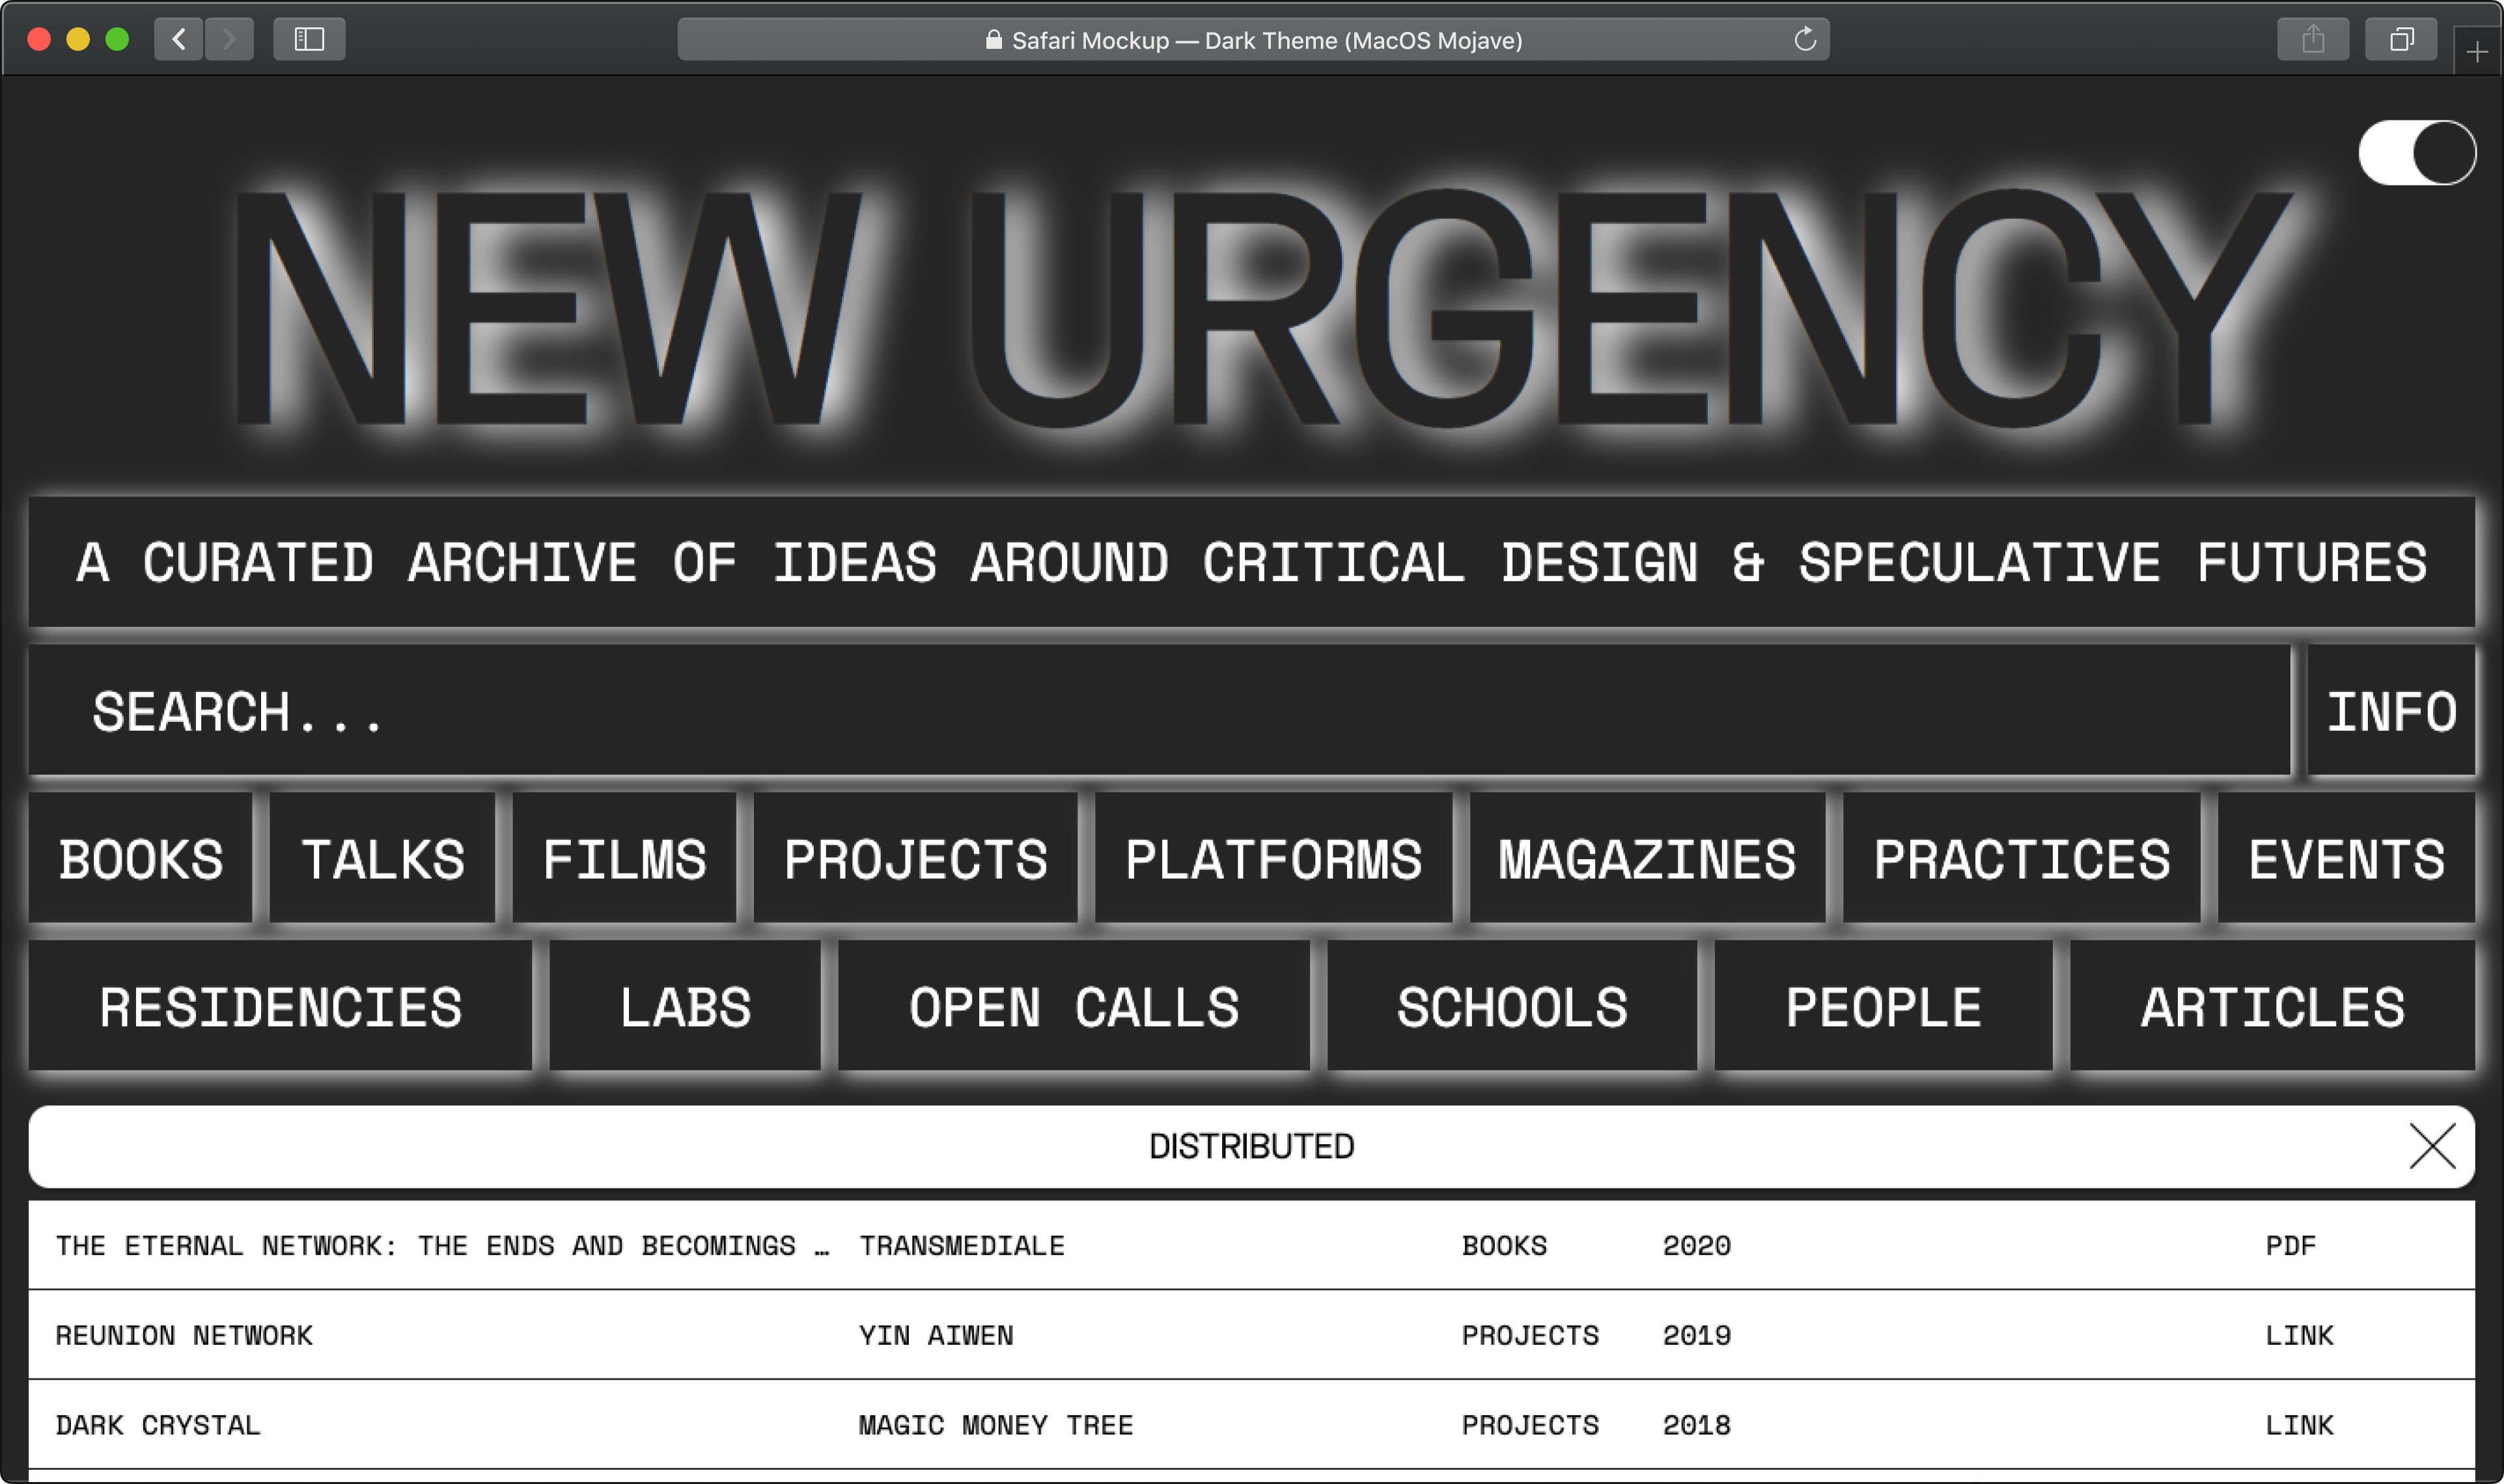 Safari Mockup — Dark Theme (MacOS Mojave)
NEW URGENCY
A CURATED ARCHIVE OF IDEAS AROUND CRITICAL DESIGN & SPECULATIVE FUTURES
SEARCH... INFO
BOOKS TALKS FILMS PROJECTS PLATFORMS MAGAZINES PRACTICES EVENTS
RESIDENCIES LABS OPEN CALLS SCHOOLS PEOPLE ARTICLES
DISTRIBUTED
THE ETERNAL NETWORK: THE ENDS AND BECOMINGS … TRANSMEDIALE BOOKS 2020 PDF
REUNION NETWORK YIN AIWEN PROJECTS 2019 LINK
DARK CRYSTAL MAGIC MONEY TREE PROJECTS 2018 LINK